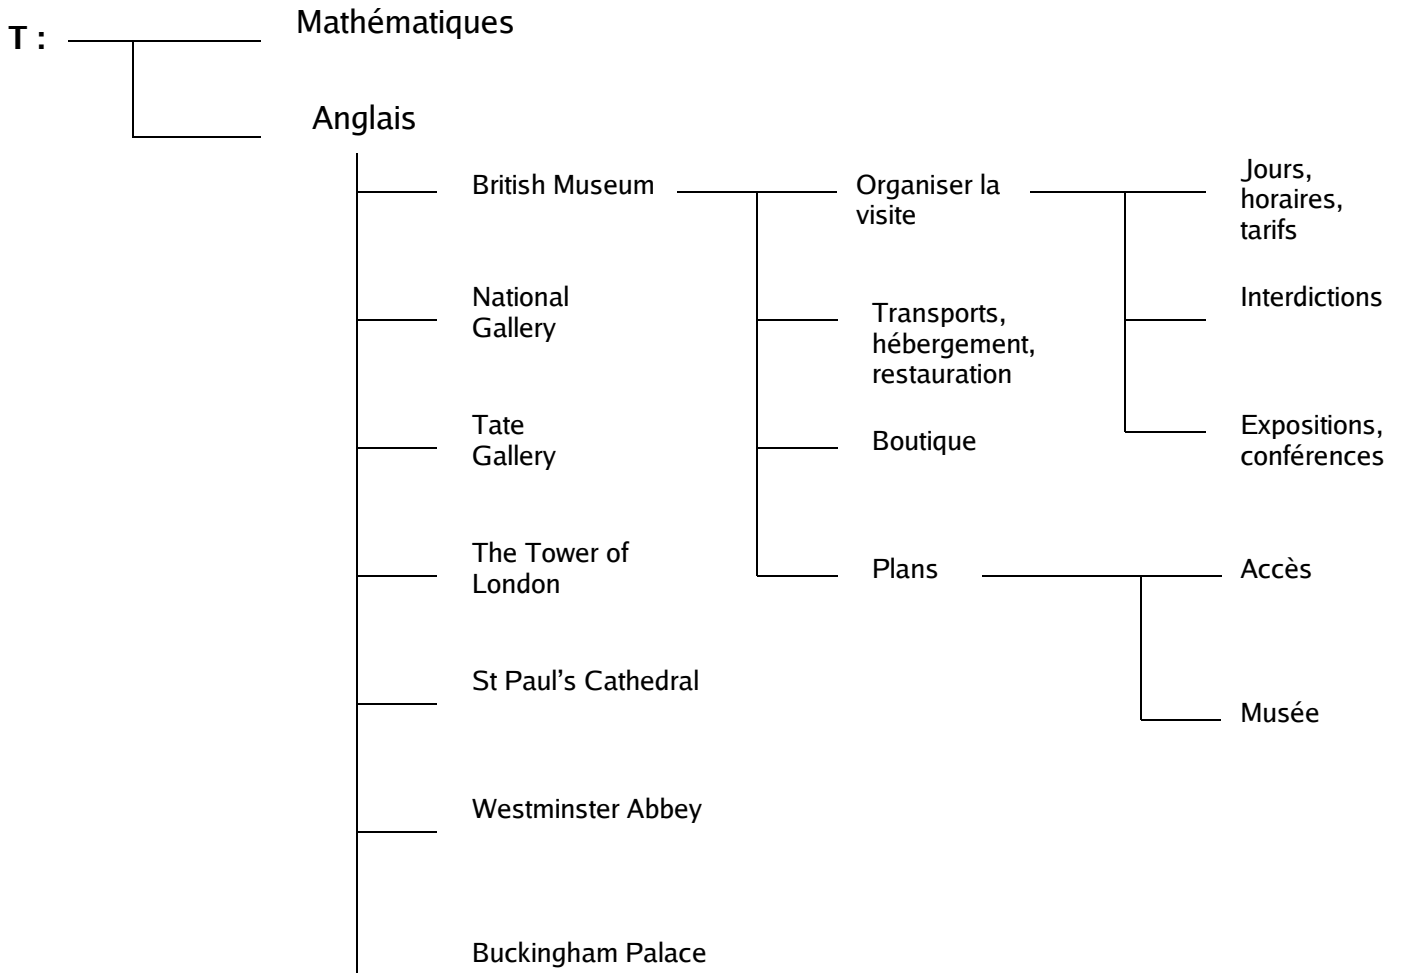 T :
Mathématiques
Anglais
British Museum
Organiser la
visite
Jours,
horaires,
tarifs
National
Gallery
Transports,
hébergement,
restauration
Interdictions
Tate
Gallery
Boutique
Expositions,
conférences
The Tower of
London
Plans
Accès
St Paul’s Cathedral
Musée
Westminster Abbey
Buckingham Palace